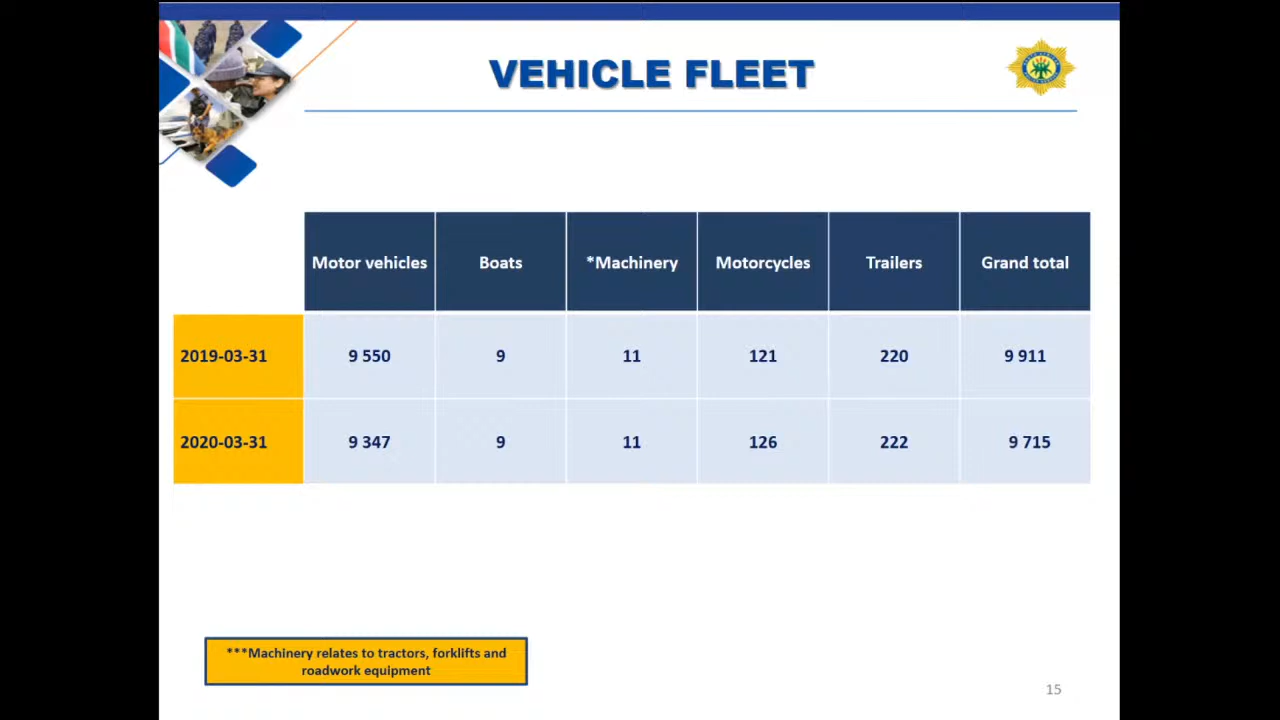 VEHICLE FLEET
Motor vehicles Boats *Machinery Motorcycles Trailers Grand total
2019-03-31 9 550 9 11 121 220 9 911
2020-03-31 9 347 9 11 126 222 9 715
***Machinery relates to tractors, forklifts and
roadwork equipment
15